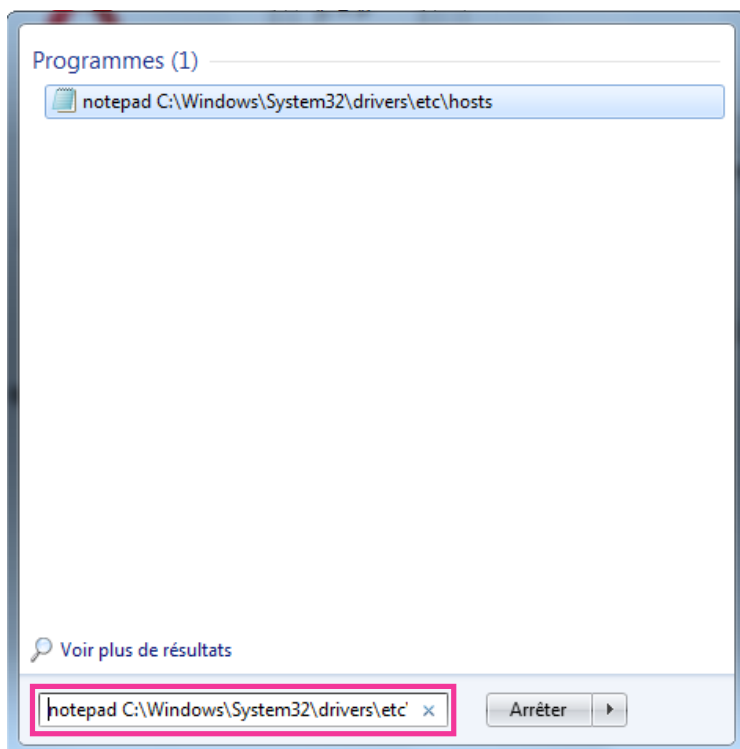 Programmes (1)
notepad C:\Windows\System32\drivers\etc\hosts
Voir plus de résultats
notepad C:\Windows\System32\drivers\etc\
Arrêter